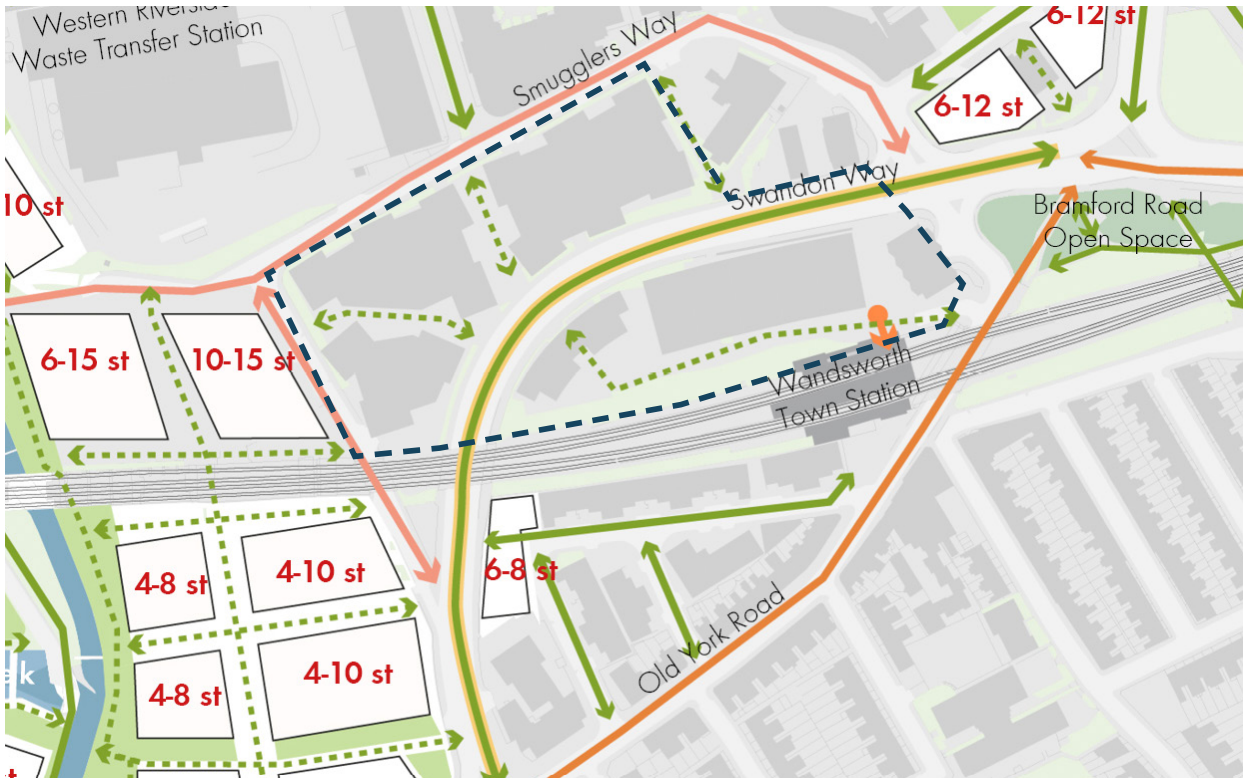 Western Riverside
Waste Transfer Station
Smugglers Way
6-12 st
6-12 st
Swandon Way
10 st
Bramford Road
Open Space
6-15 st
10-15 st
Wandsworth
Town Station
4-8 st
4-10 st
6-8 st
4-8 st
4-10 st
Old York Road